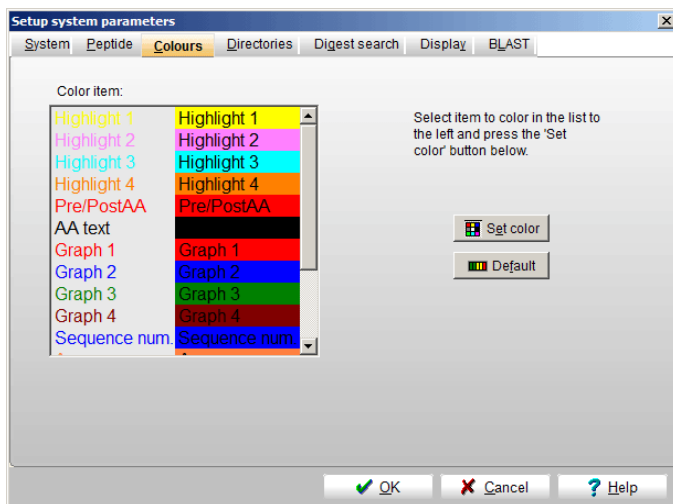 Setup system parameters
System Peptide Colours Directories Digest search Display BLAST
Color item:
Highlight 1 Highlight 1
Highlight 2 Highlight 2
Highlight 3 Highlight 3
Highlight 4 Highlight 4
Pre/PostAA Pre/PostAA
AA text
Graph 1 Graph 1
Graph 2 Graph 2
Graph 3 Graph 3
Graph 4 Graph 4
Sequence num. Sequence num.
Select item to color in the list to
the left and press the 'Set
color' button below.
Set color
Default
OK Cancel Help